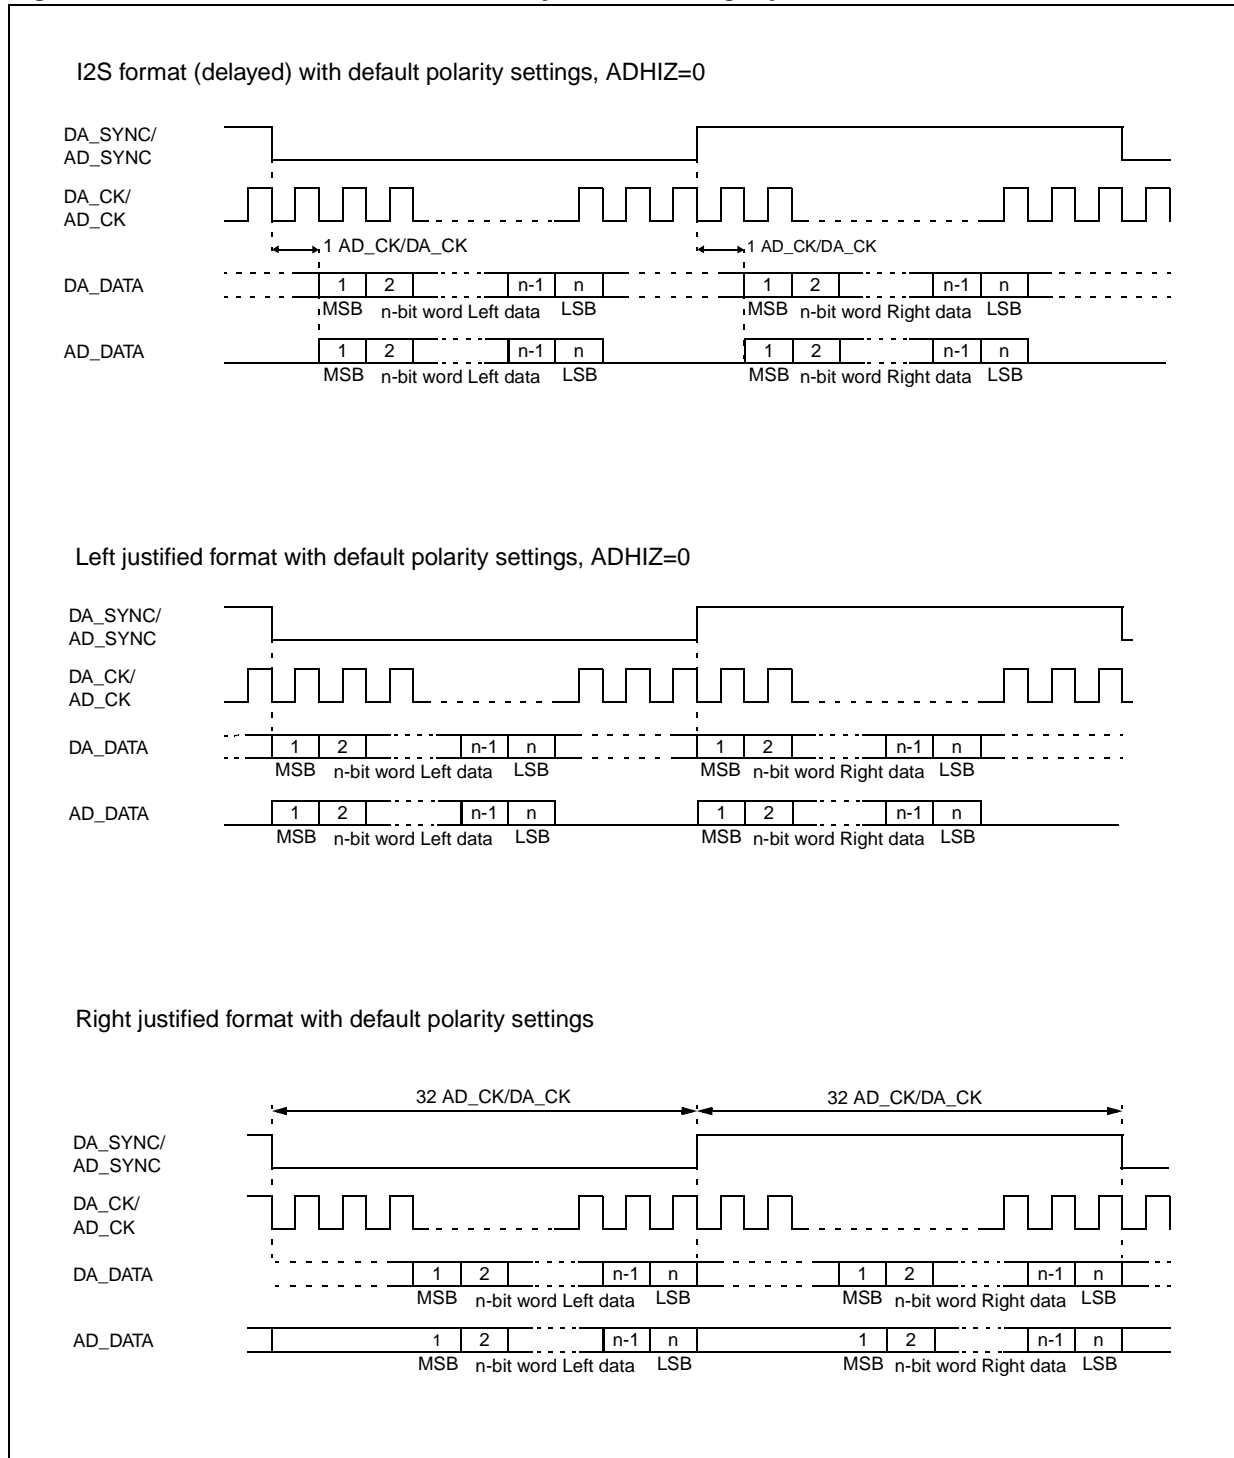 I2S format (delayed) with default polarity settings, ADHIZ=0
DA_SYNC/
AD_SYNC
DA_CK/
AD_CK
1 AD_CK/DA_CK 1 AD_CK/DA_CK
DA_DATA 1 2 n-1 n 1 2 n-1 n
MSB n-bit word Left data LSB MSB n-bit word Right data LSB
AD_DATA 1 2 n-1 n 1 2 n-1 n
MSB n-bit word Left data LSB MSB n-bit word Right data LSB
Left justified format with default polarity settings, ADHIZ=0
DA_SYNC/
AD_SYNC
DA_CK/
AD_CK
DA_DATA 1 2 n-1 n 1 2 n-1 n
MSB n-bit word Left data LSB MSB n-bit word Right data LSB
AD_DATA 1 2 n-1 n 1 2 n-1 n
MSB n-bit word Left data LSB MSB n-bit word Right data LSB
Right justified format with default polarity settings
32 AD_CK/DA_CK 32 AD_CK/DA_CK
DA_SYNC/
AD_SYNC
DA_CK/
AD_CK
DA_DATA 1 2 n-1 n 1 2 n-1 n
MSB n-bit word Left data LSB MSB n-bit word Right data LSB
AD_DATA 1 2 n-1 n 1 2 n-1 n
MSB n-bit word Left data LSB MSB n-bit word Right data LSB